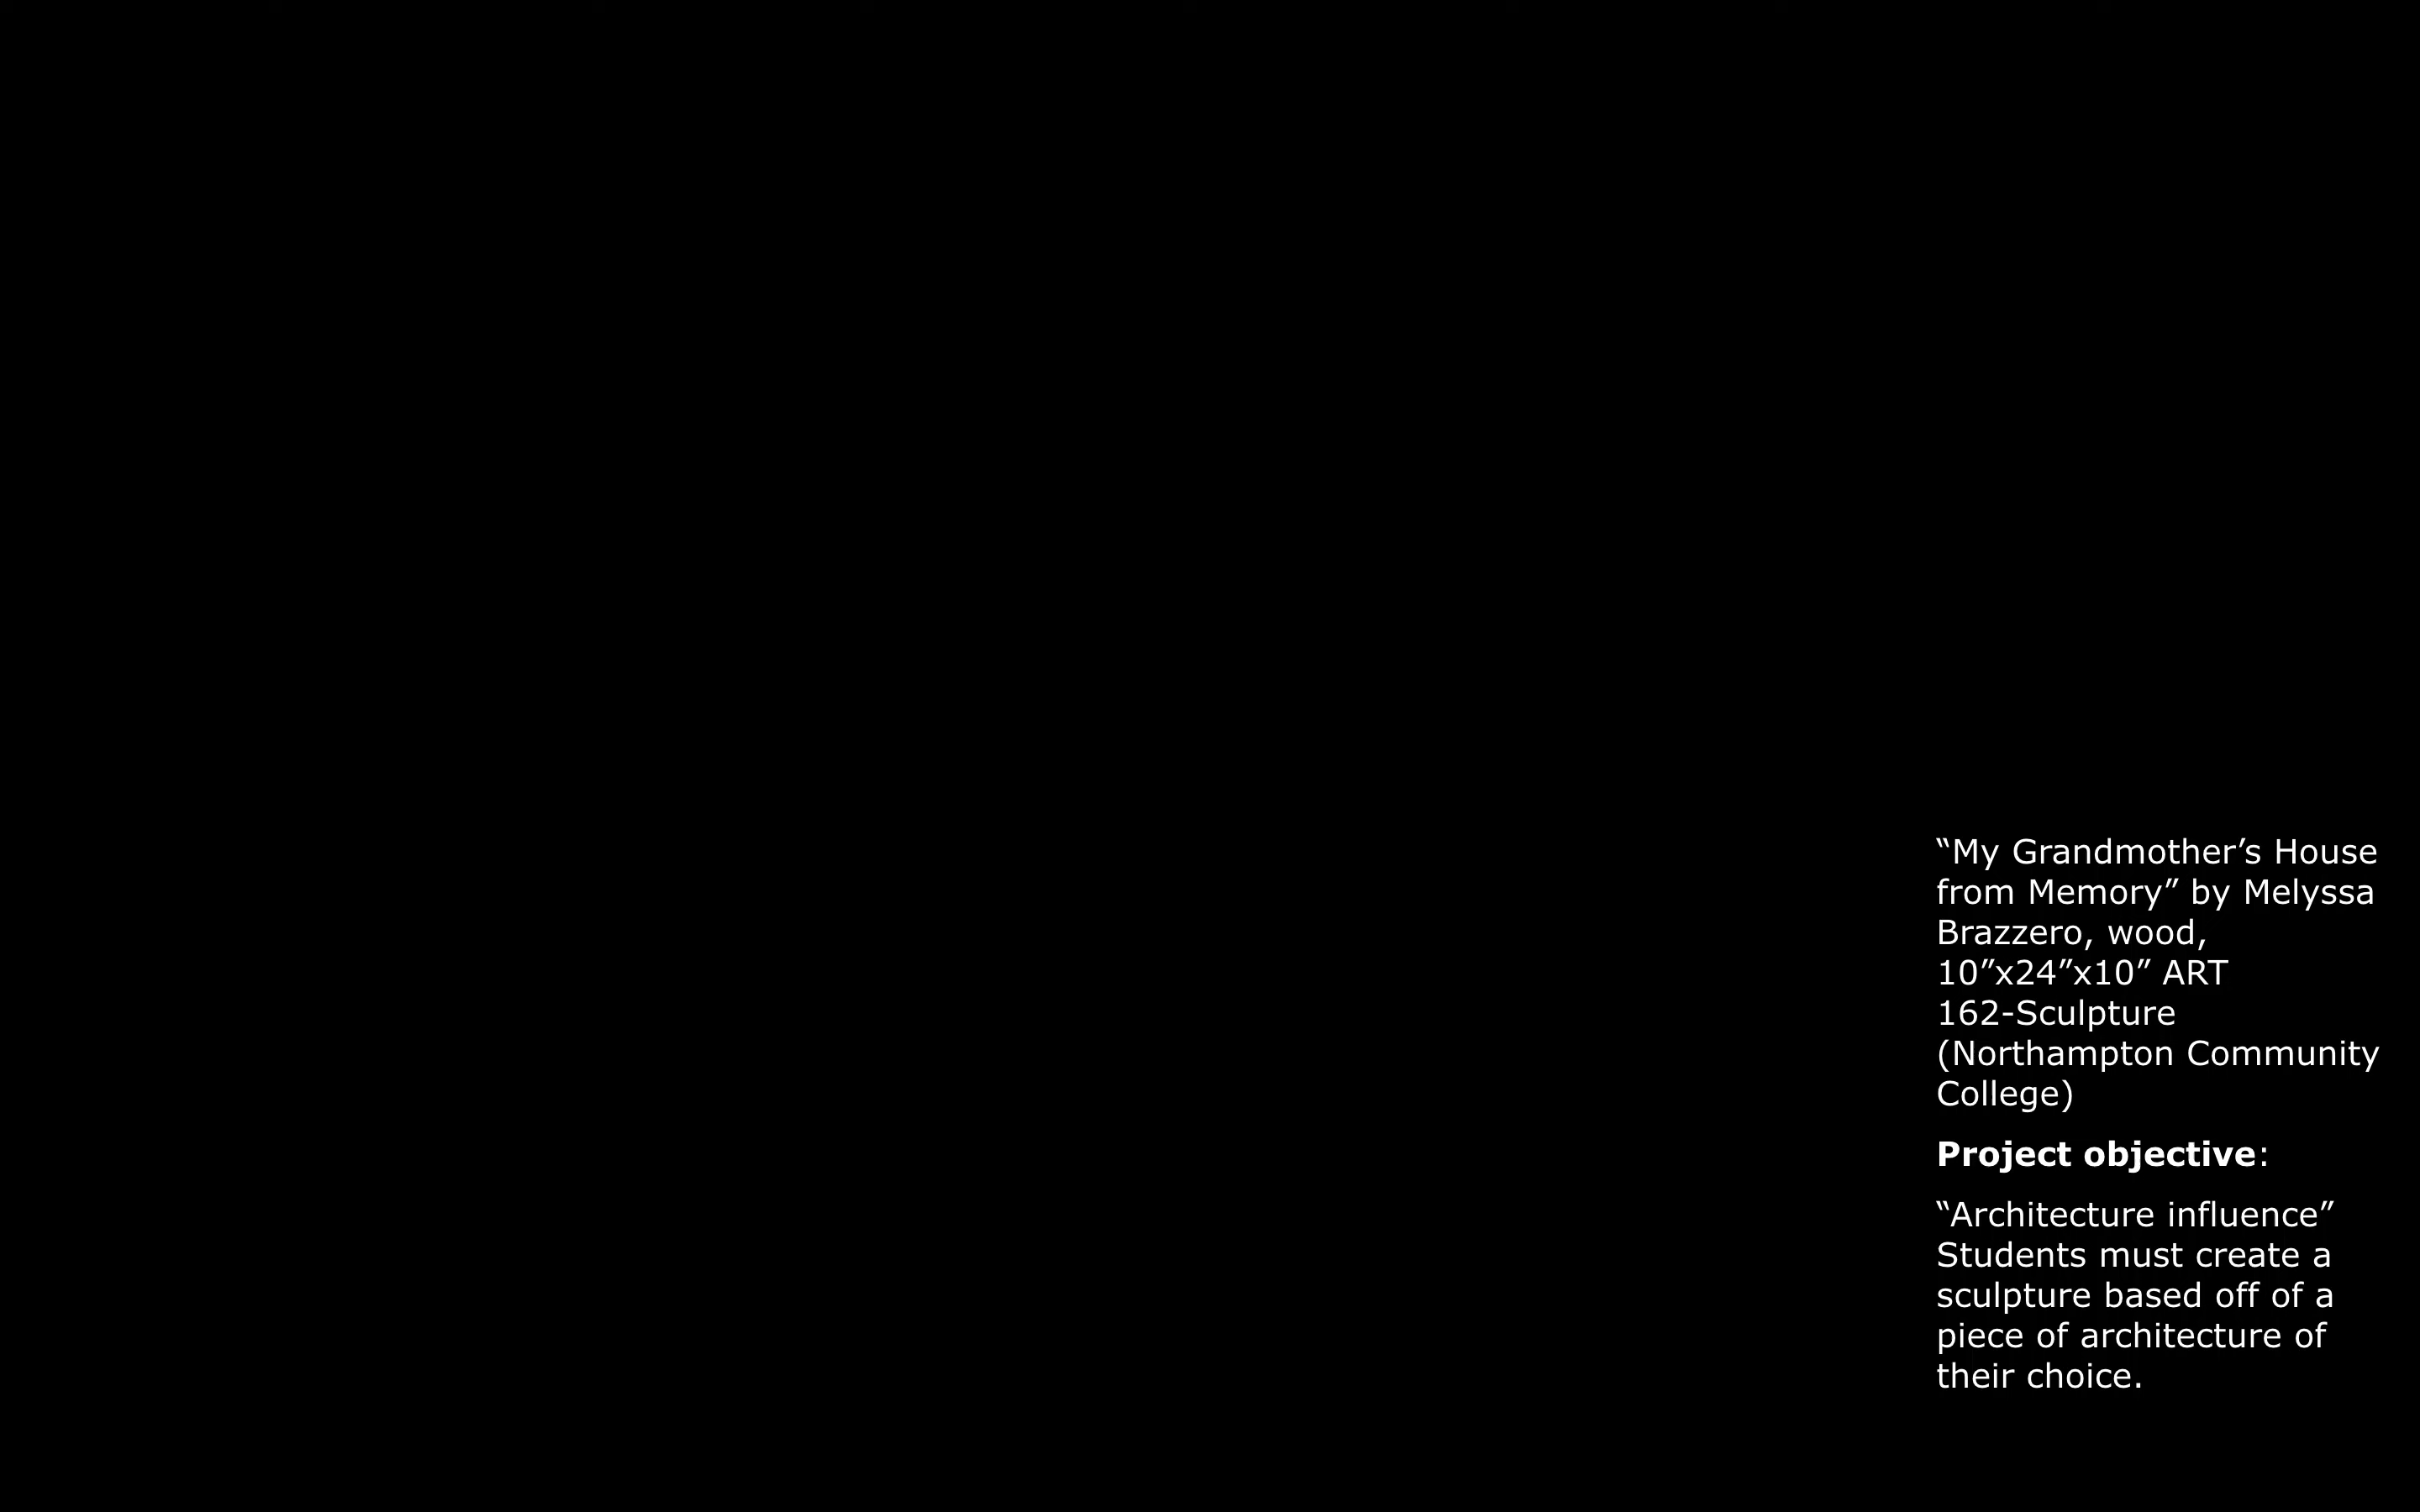 “My Grandmother’s House
from Memory” by Melyssa
Brazzero, wood,
10”x24”x10” ART
162-Sculpture
(Northampton Community
College)
Project objective:
“Architecture influence”
Students must create a
sculpture based off of a
piece of architecture of
their choice.